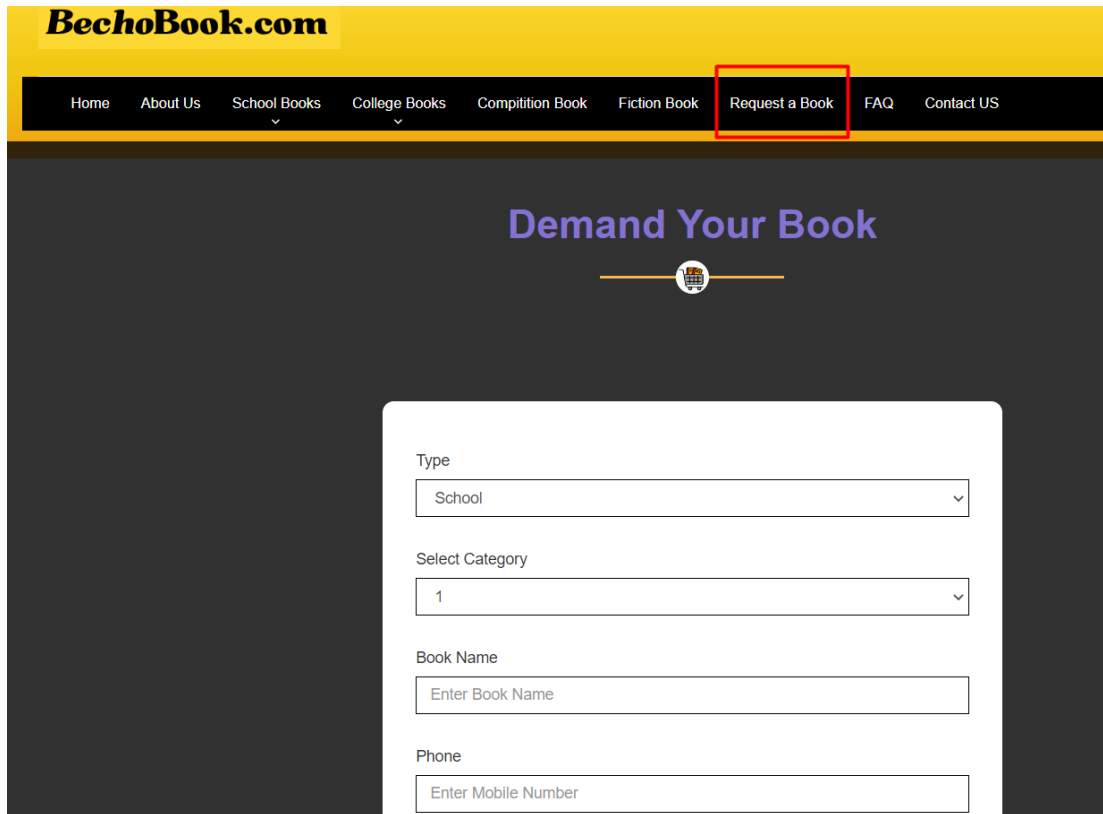 BechoBook.com
Home About Us School Books College Books Compitition Book Fiction Book Request a Book FAQ Contact US
Demand Your Book
Type
School
Select Category
1
Book Name
Enter Book Name
Phone
Enter Mobile Number